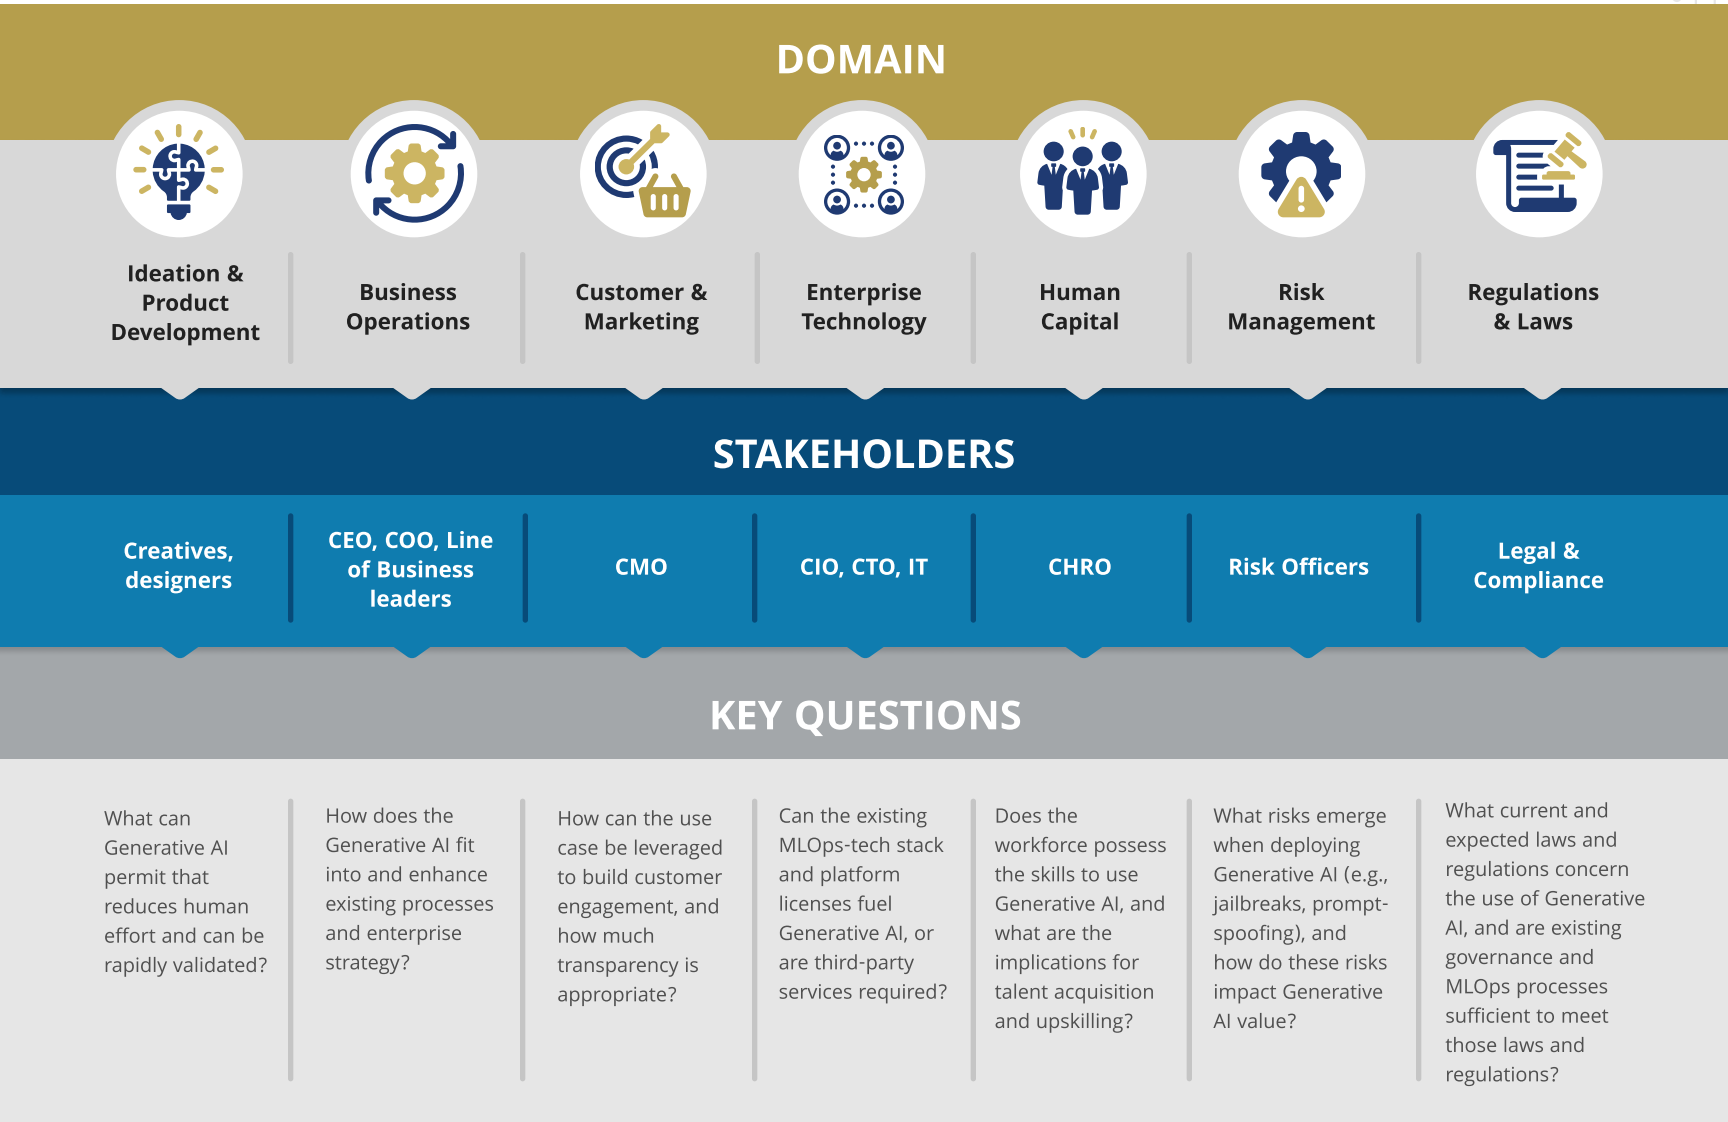 DOMAIN
Ideation &
Product
Development
Business
Operations
Customer &
Marketing
Enterprise
Technology
Human
Capital
Risk
Management
Regulations
& Laws
STAKEHOLDERS
Creatives,
designers
CEO, COO, Line
of Business
leaders
CMO
CIO, CTO, IT
CHRO
Risk Officers
Legal &
Compliance
KEY QUESTIONS
What can
Generative AI
permit that
reduces human
effort and can be
rapidly validated?
How does the
Generative AI fit
into and enhance
existing processes
and enterprise
strategy?
How can the use
case be leveraged
to build customer
engagement, and
how much
transparency is
appropriate?
Can the existing
MLOps-tech stack
and platform
licenses fuel
Generative AI, or
are third-party
services required?
Does the
workforce possess
the skills to use
Generative AI, and
what are the
implications for
talent acquisition
and upskilling?
What risks emerge
when deploying
Generative AI (e.g.,
jailbreaks, prompt-
spoofing), and
how do these risks
impact Generative
AI value?
What current and
expected laws and
regulations concern
the use of Generative
AI, and are existing
governance and
MLOps processes
sufficient to meet
those laws and
regulations?